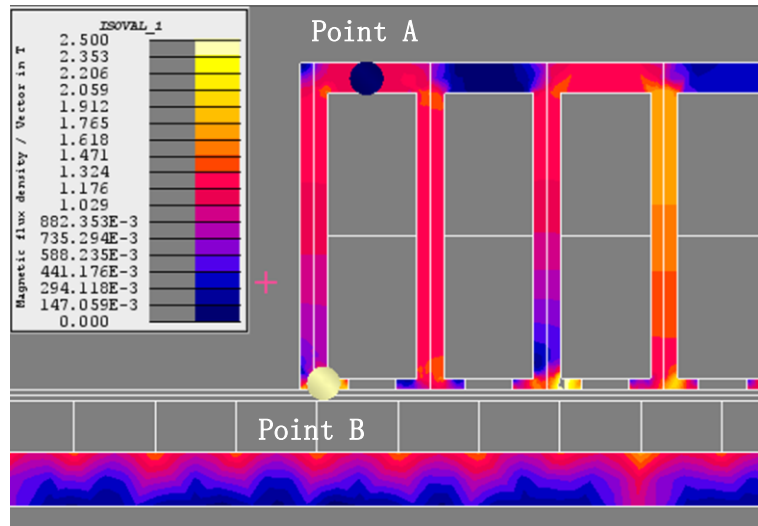 Point A
ISOVAL_1
Magnetic flux density / Vector in T
2.500
2.353
2.206
2.059
1.912
1.765
1.618
1.471
1.324
1.176
1.029
882.353E-3
735.294E-3
588.235E-3
441.176E-3
294.118E-3
147.059E-3
0.000
Point B